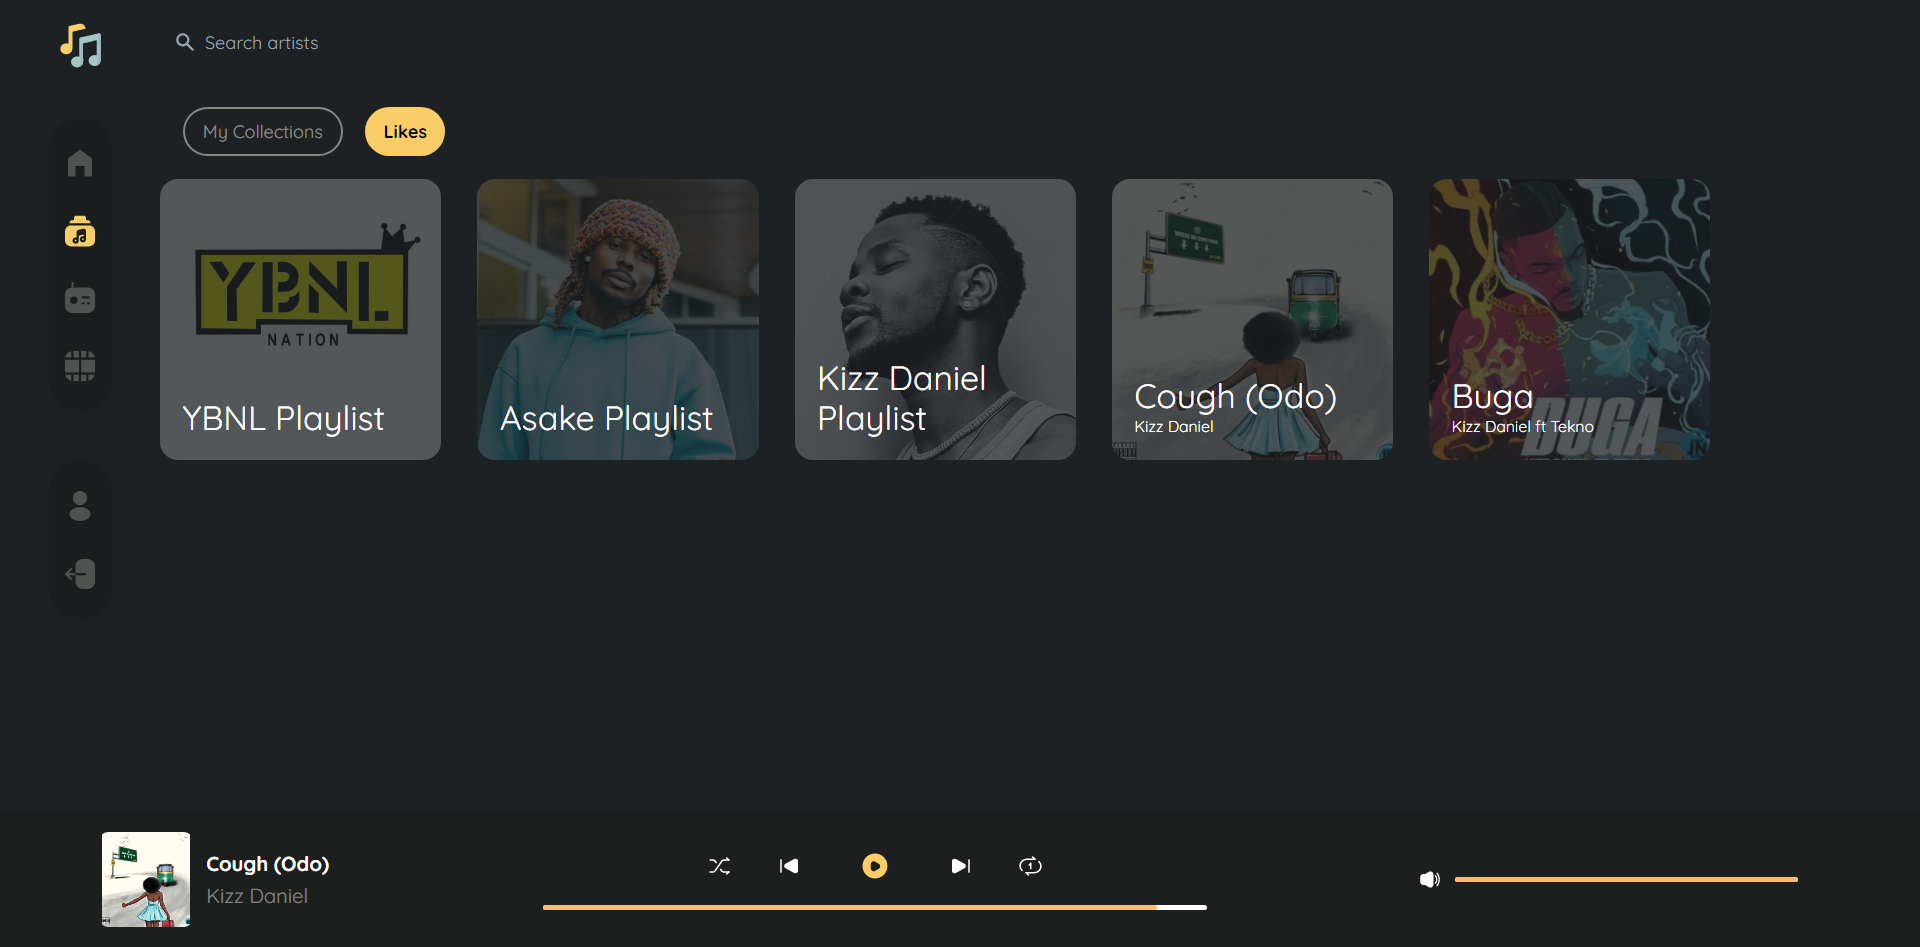 Search artists
My Collections
Likes
YBNL
NATION
YBNL Playlist
Asake Playlist
Kizz Daniel
Playlist
Cough (Odo)
Kizz Daniel
Buga
Kizz Daniel ft Tekno
BUGA
Cough (Odo)
Kizz Daniel
1